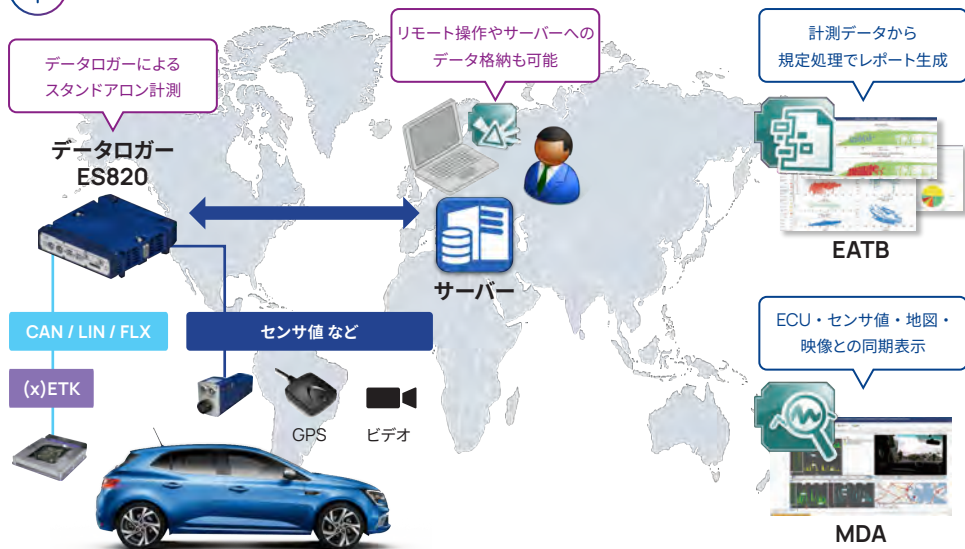 データロガーによる
スタンドアロン計測
データロガー
ES820
CAN / LIN / FLX
(x)ETK
センサ値 など
GPS
ビデオ
リモート操作やサーバーへの
データ格納も可能
サーバー
計測データから
規定処理でレポート生成
EATB
ECU・センサ値・地図・
映像との同期表示
MDA